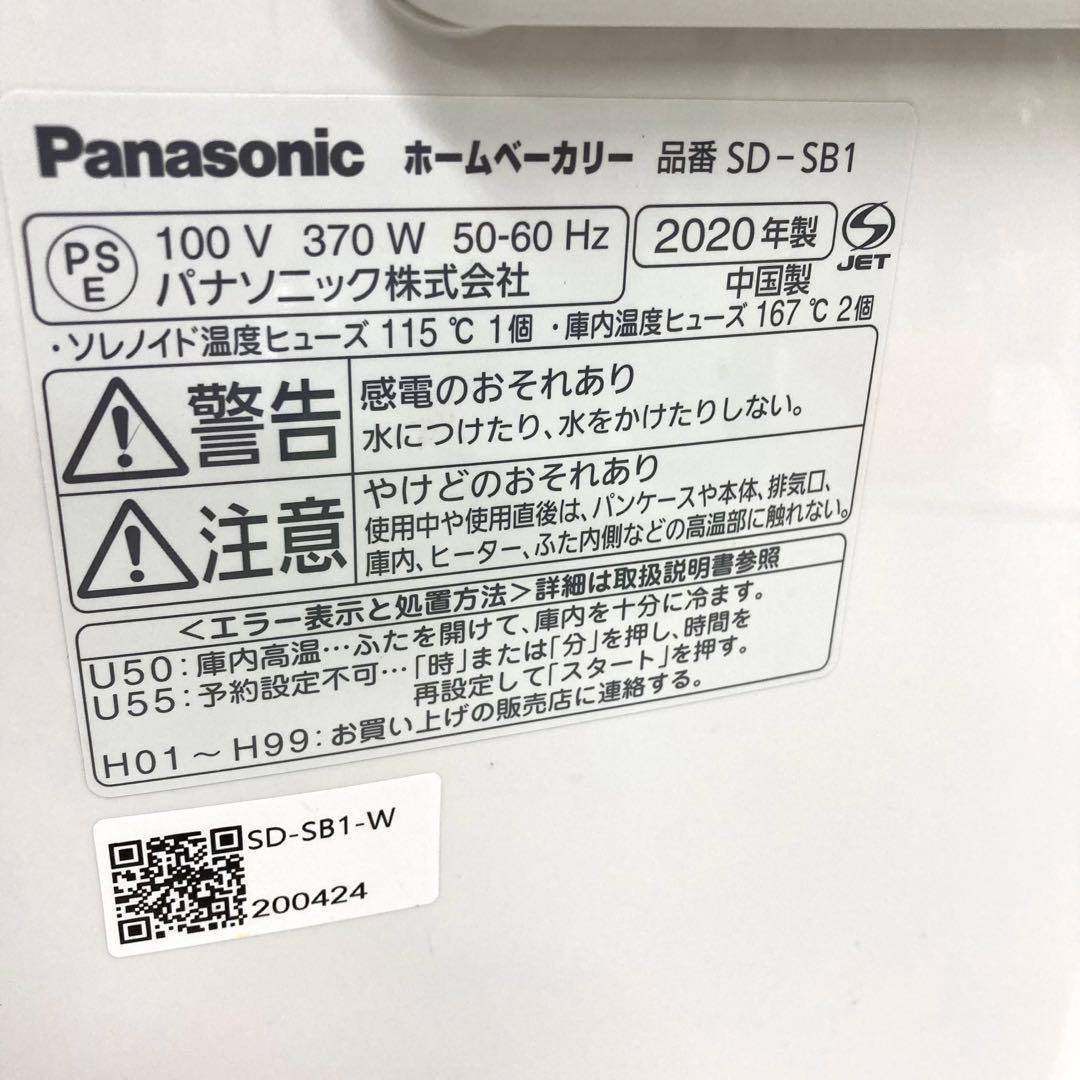 Panasonic ホームベーカリー 品番 SD-SB1
PSE 100 V 370 W 50-60 Hz 2020年製 JET
パナソニック株式会社 中国製
・ソレノイド温度ヒューズ 115 ℃ 1個 ・庫内温度ヒューズ 167 ℃ 2個
警告 感電のおそれあり
水につけたり、水をかけたりしない。
注意 やけどのおそれあり
使用中や使用直後は、パンケースや本体、排気口、
庫内、ヒーター、ふた内側などの高温部に触れない。
<エラー表示と処置方法>詳細は取扱説明書参照
U50:庫内高温…ふたを開けて、庫内を十分に冷ます。
U55:予約設定不可…「時」または「分」を押し、時間を
再設定して「スタート」を押す。
H01~H99:お買い上げの販売店に連絡する。
SD-SB1-W
200424